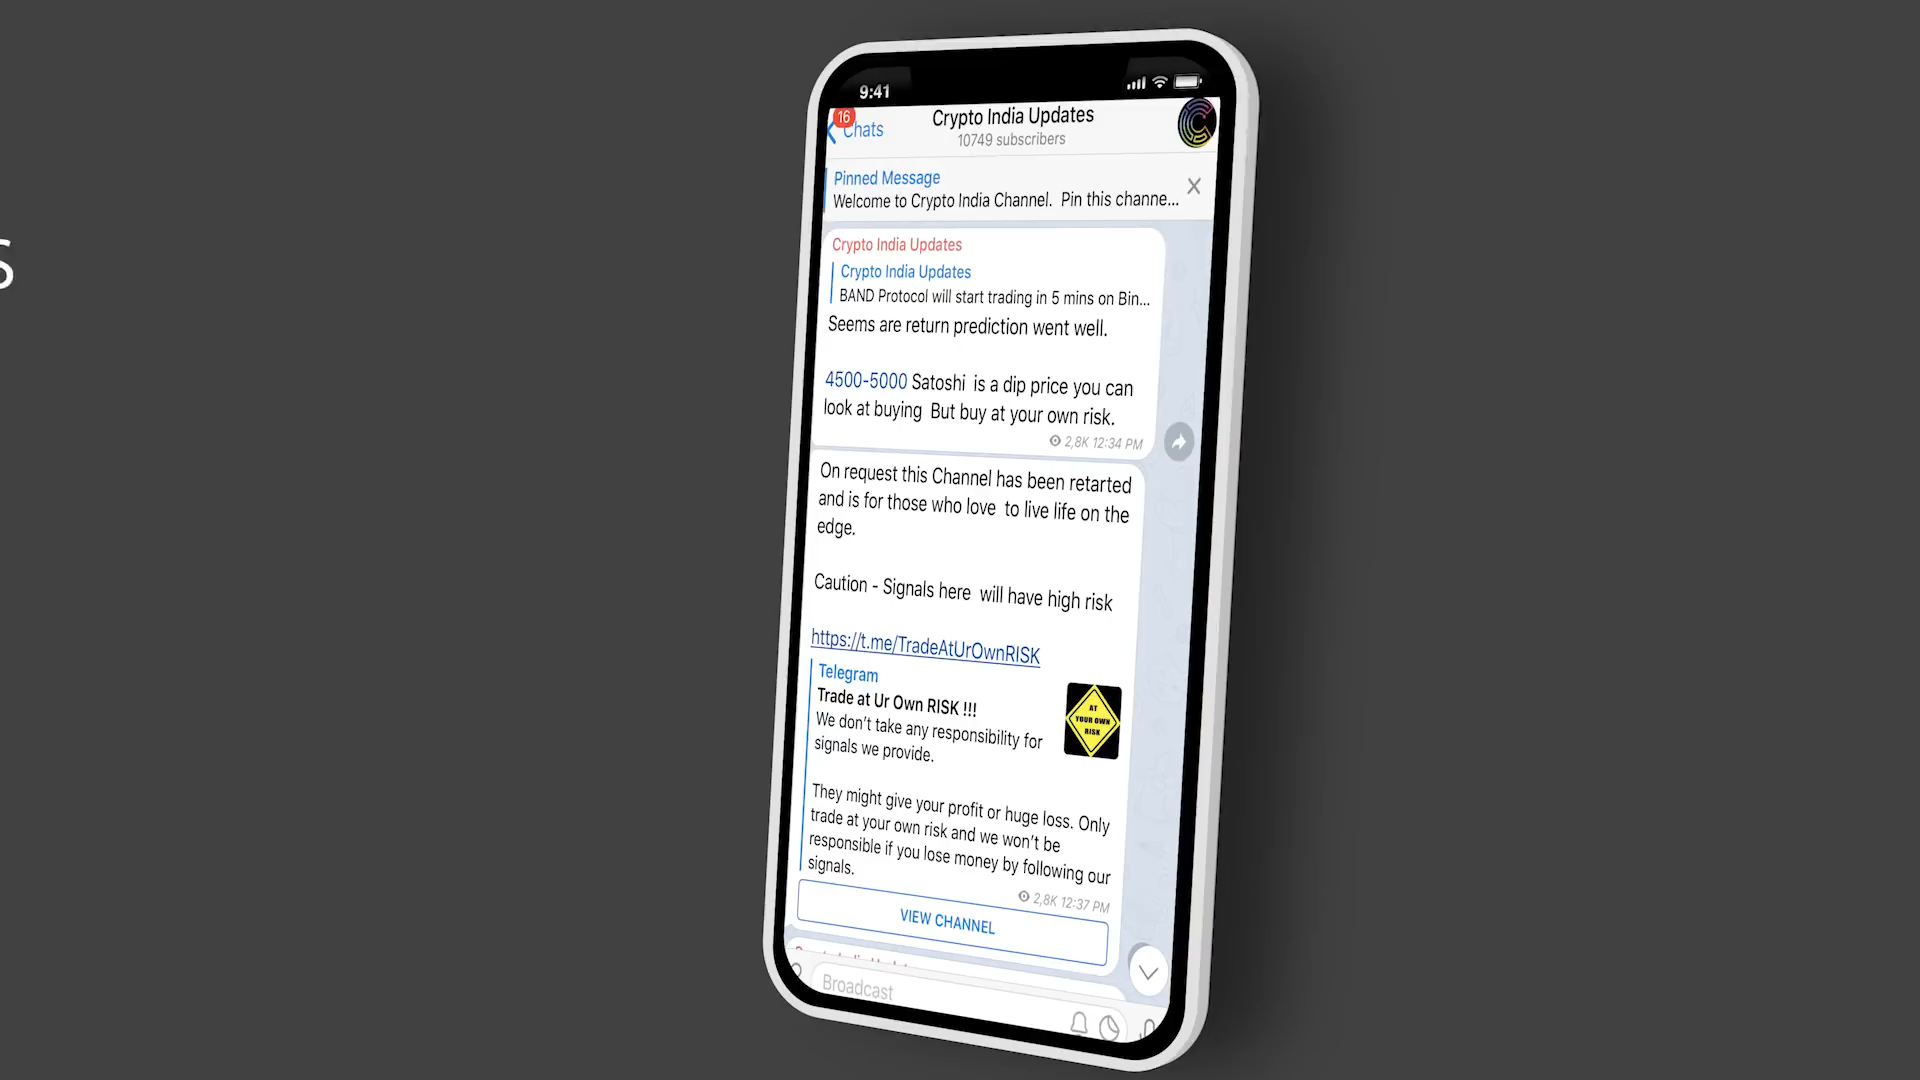 S
9:41
16
Chats
Crypto India Updates
10749 subscribers
Pinned Message
Welcome to Crypto India Channel. Pin this channe...
Crypto India Updates
Crypto India Updates
BAND Protocol will start trading in 5 mins on Bin...
Seems are return prediction went well.
4500-5000 Satoshi is a dip price you can
look at buying But buy at your own risk.
2,8K 12:34 PM
On request this Channel has been retarted
and is for those who love to live life on the
edge.
Caution - Signals here will have high risk
https://t.me/TradeAtUrOwnRISK
Telegram
Trade at Ur Own RISK !!!
We don't take any responsibility for
signals we provide.
AT
YOUR OWN
RISK
They might give your profit or huge loss. Only
trade at your own risk and we won't be
responsible if you lose money by following our
signals.
2,8K 12:37 PM
VIEW CHANNEL
Broadcast